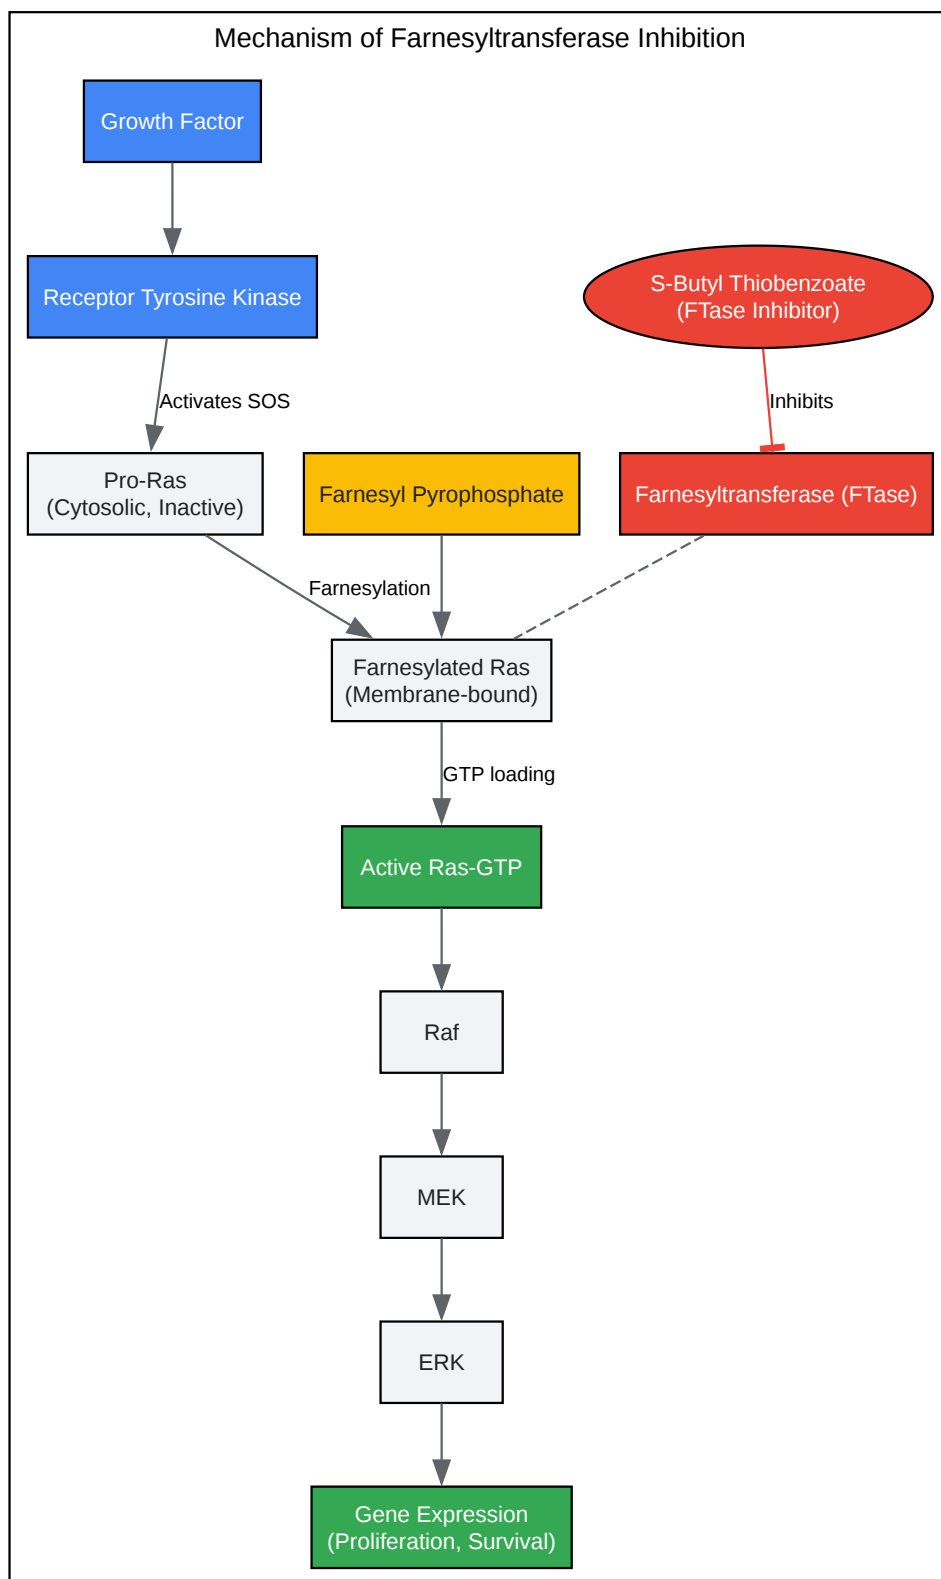 Mechanism of Farnesyltransferase Inhibition
Growth Factor
Receptor Tyrosine Kinase
S-Butyl Thiobenzoate
(FTase Inhibitor)
Activates SOS
Inhibits
Pro-Ras
(Cytosolic, Inactive)
Farnesyl Pyrophosphate
Farnesyltransferase (FTase)
Farnesylation
Farnesylated Ras
(Membrane-bound)
GTP loading
Active Ras-GTP
Raf
MEK
ERK
Gene Expression
(Proliferation, Survival)